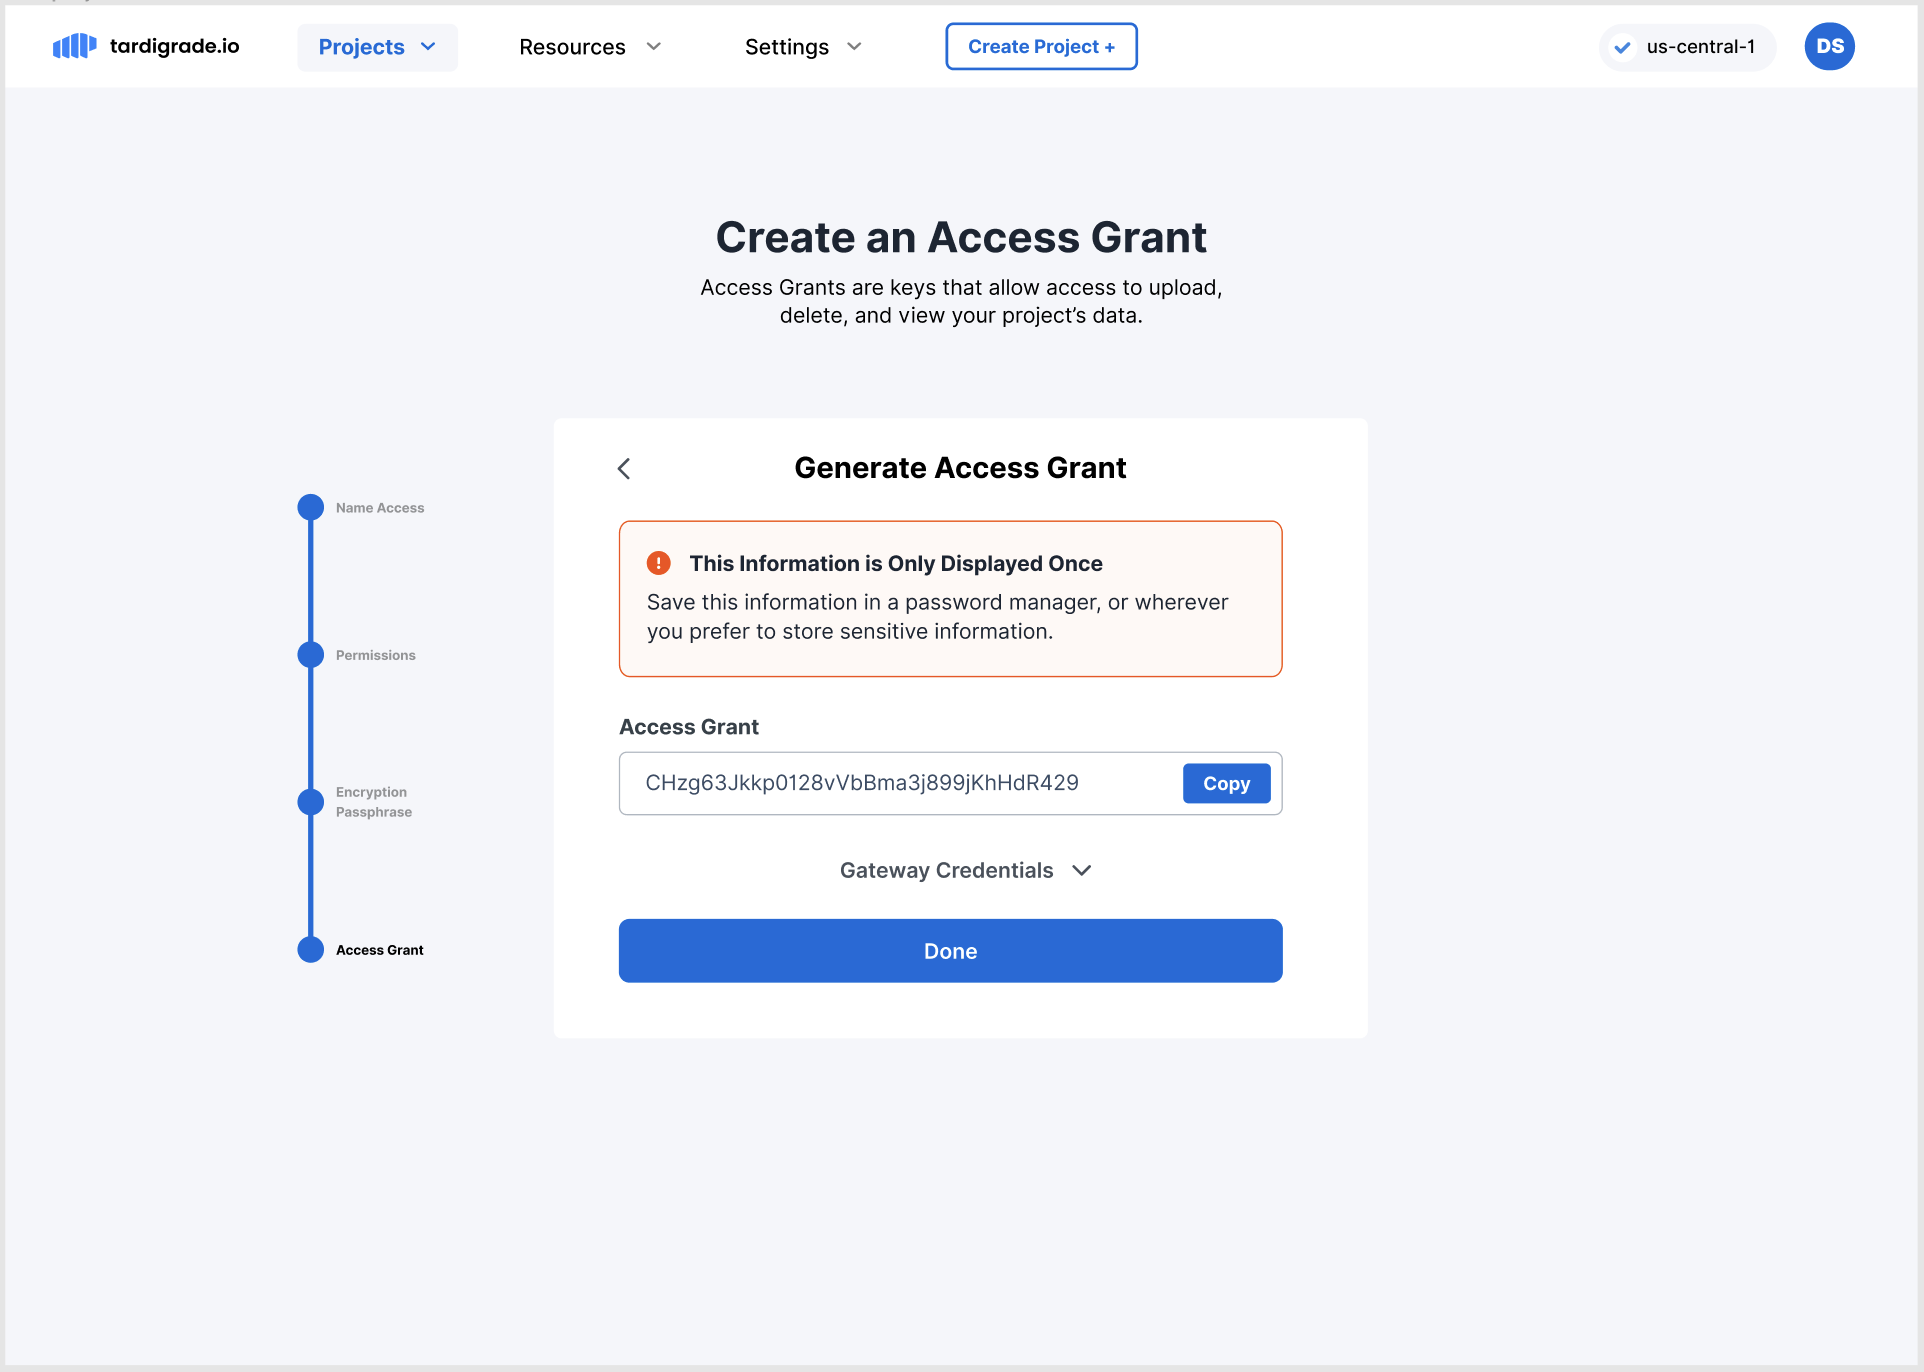 tardigrade.io
Projects
Resources
Settings
Create Project +
us-central-1
DS
Create an Access Grant
Access Grants are keys that allow access to upload,
delete, and view your project's data.
Name Access
Permissions
Encryption
Passphrase
Access Grant
Generate Access Grant
This Information is Only Displayed Once
Save this information in a password manager, or wherever
you prefer to store sensitive information.
Access Grant
CHzg63Jkkp0128vVbBma3j899jKhHdR429
Copy
Gateway Credentials
Done